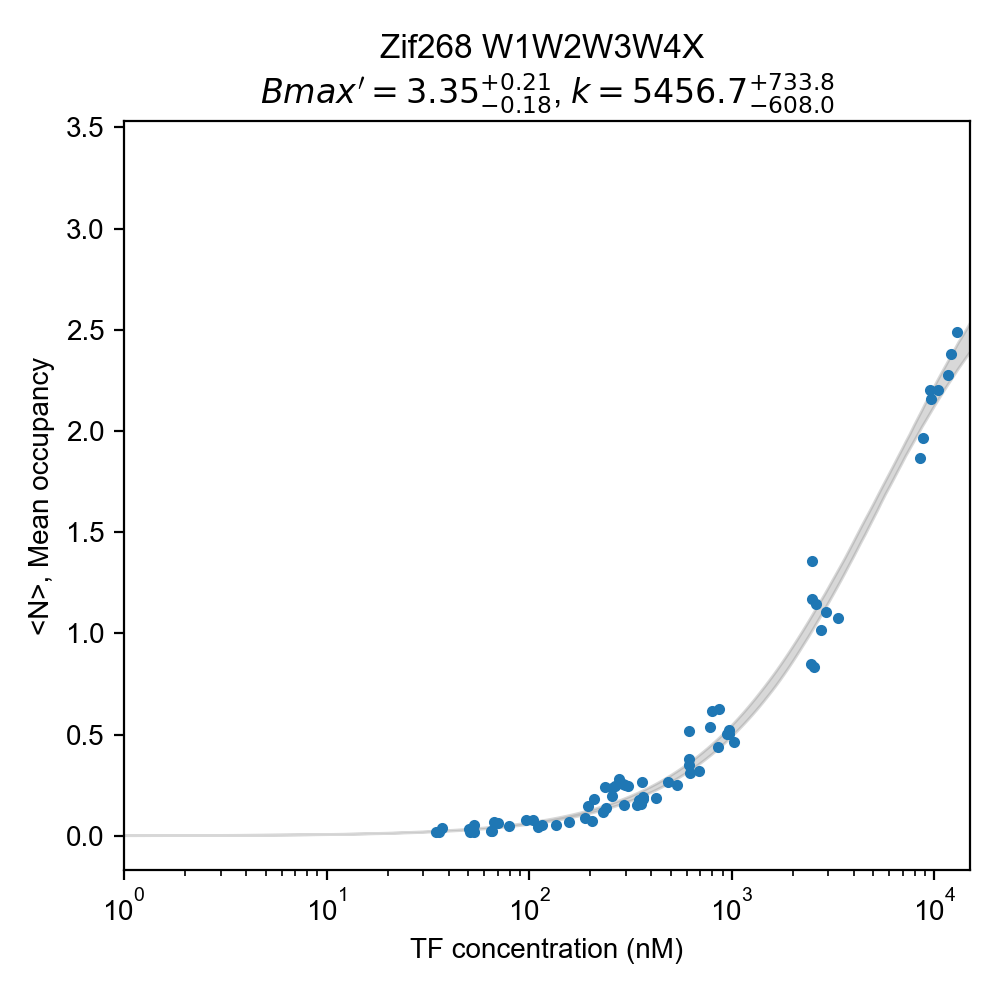 Zif268 W1W2W3W4X
Bmax′ = 3.35 +0.21 −0.18, k = 5456.7 +733.8 −608.0
3.5
3.0
2.5
2.0
1.5
1.0
0.5
0.0
<N>, Mean occupancy
10^0 10^1 10^2 10^3 10^4
TF concentration (nM)